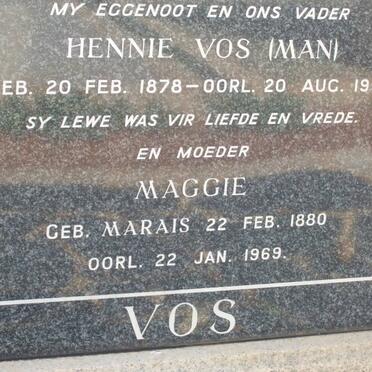 MY EGGENOOT EN ONS VADER
HENNIE VOS (MAN)
EB. 20 FEB. 1878 – OORL. 20 AUG. 19
SY LEWE WAS VIR LIEFDE EN VREDE.
EN MOEDER
MAGGIE
GEB. MARAIS 22 FEB. 1880
OORL. 22 JAN. 1969.
VOS